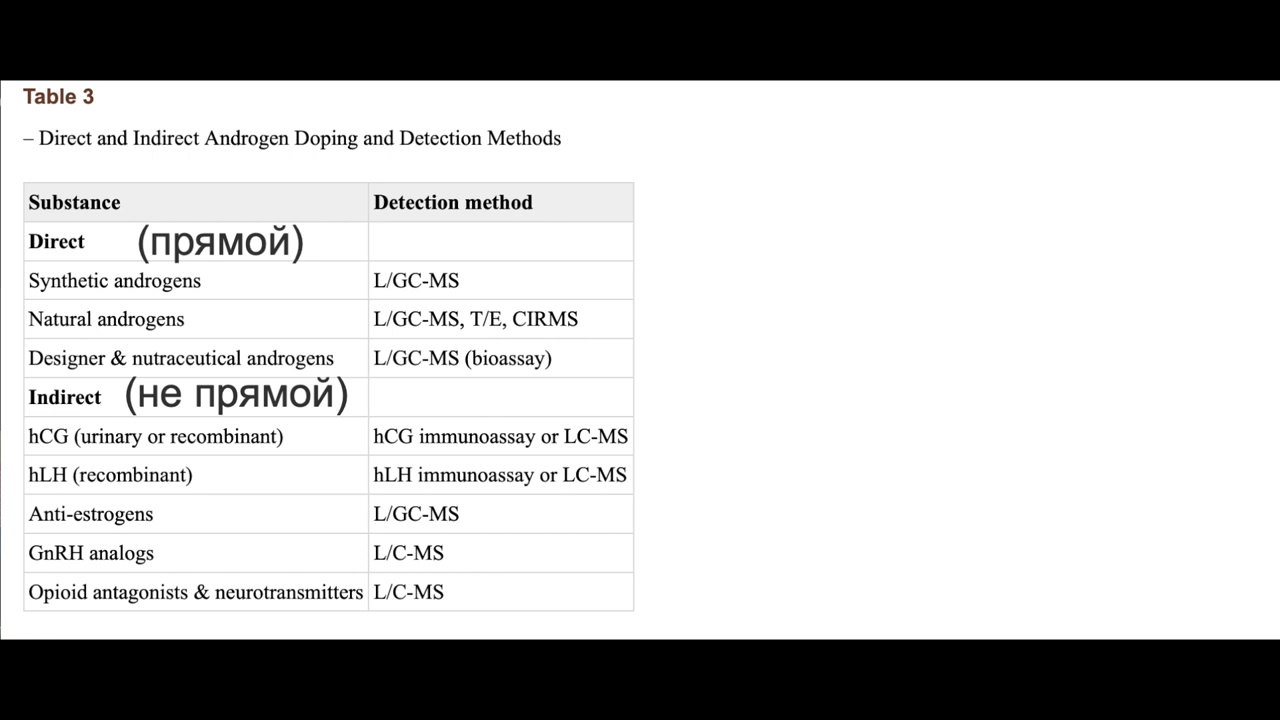 Table 3
– Direct and Indirect Androgen Doping and Detection Methods
Substance Detection method
Direct (прямой)
Synthetic androgens L/GC-MS
Natural androgens L/GC-MS, T/E, CIRMS
Designer & nutraceutical androgens L/GC-MS (bioassay)
Indirect (не прямой)
hCG (urinary or recombinant) hCG immunoassay or LC-MS
hLH (recombinant) hLH immunoassay or LC-MS
Anti-estrogens L/GC-MS
GnRH analogs L/C-MS
Opioid antagonists & neurotransmitters L/C-MS